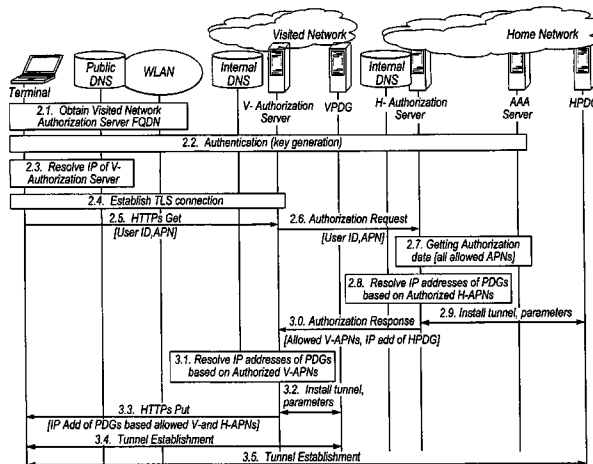 Visited Network
Home Network
Public
DNS
WLAN
Internal
DNS
Internal
DNS
Terminal
V- Authorization
Server
VPDG
H- Authorization
Server
AAA
Server
HPDG
2.1. Obtain Visited Network
Authorization Server FQDN
2.2. Authentication (key generation)
2.3. Resolve IP of V-
Authorization Server
2.4. Establish TLS connection
2.5. HTTPs Get
[User ID,APN]
2.6. Authorization Request
[User ID,APN]
2.7. Getting Authorization
data [all allowed APNs]
2.8. Resolve IP addresses of PDGs
based on Authorized H-APNs
2.9. Install tunnel, parameters
3.0. Authorization Response
[Allowed V-APNs, IP add of HPDG]
3.1. Resolve IP addresses of PDGs
based on Authorized V-APNs
3.2. Install tunnel,
parameters
3.3. HTTPs Put
[IP Add of PDGs based allowed V-and H-APNs]
3.4. Tunnel Establishment
3.5. Tunnel Establishment